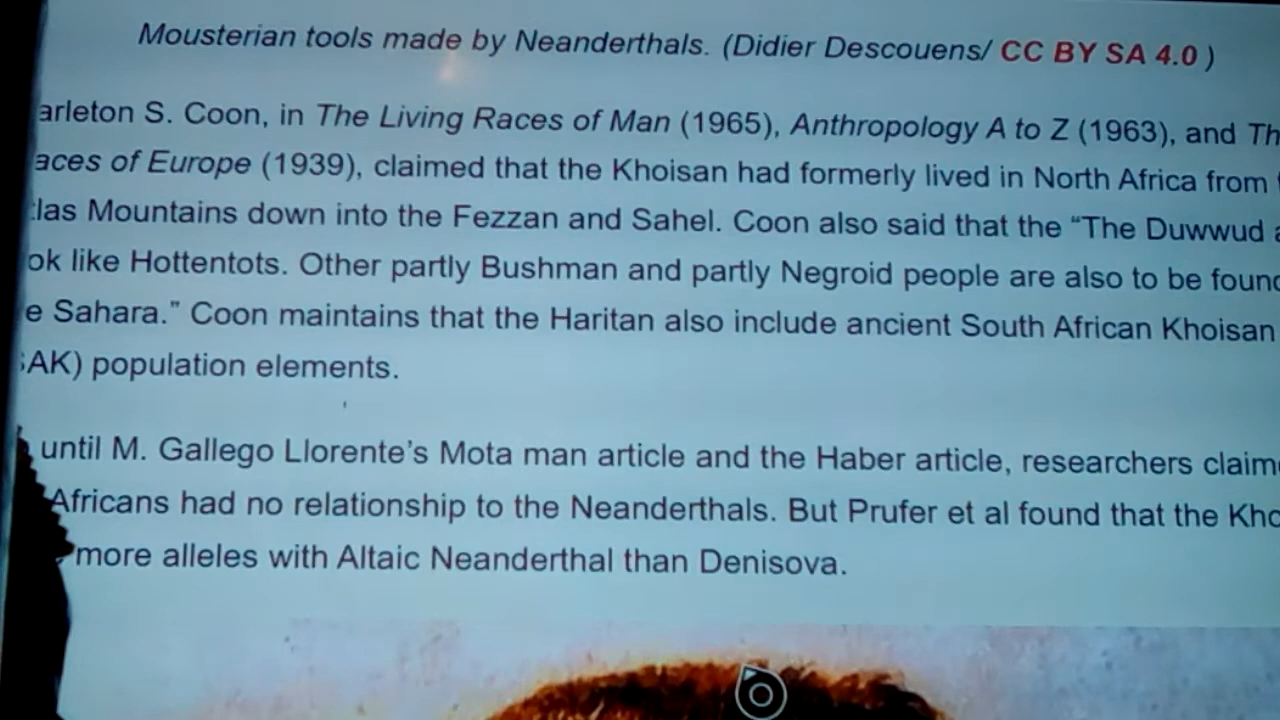 Mousterian tools made by Neanderthals. (Didier Descouens/ CC BY SA 4.0 )
arleton S. Coon, in The Living Races of Man (1965), Anthropology A to Z (1963), and Th
aces of Europe (1939), claimed that the Khoisan had formerly lived in North Africa from
las Mountains down into the Fezzan and Sahel. Coon also said that the “The Duwwud a
ok like Hottentots. Other partly Bushman and partly Negroid people are also to be found
e Sahara.” Coon maintains that the Haritan also include ancient South African Khoisan
AK) population elements.
until M. Gallego Llorente’s Mota man article and the Haber article, researchers claime
Africans had no relationship to the Neanderthals. But Prufer et al found that the Kho
more alleles with Altaic Neanderthal than Denisova.